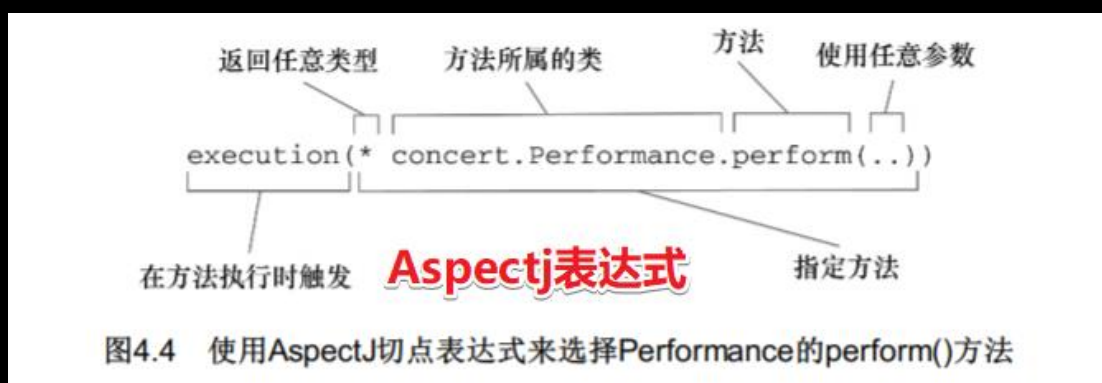 返回任意类型 方法所属的类 方法 使用任意参数
execution(* concert.Performance.perform(..))
在方法执行时触发 Aspectj表达式 指定方法
图4.4 使用AspectJ切点表达式来选择Performance的perform()方法